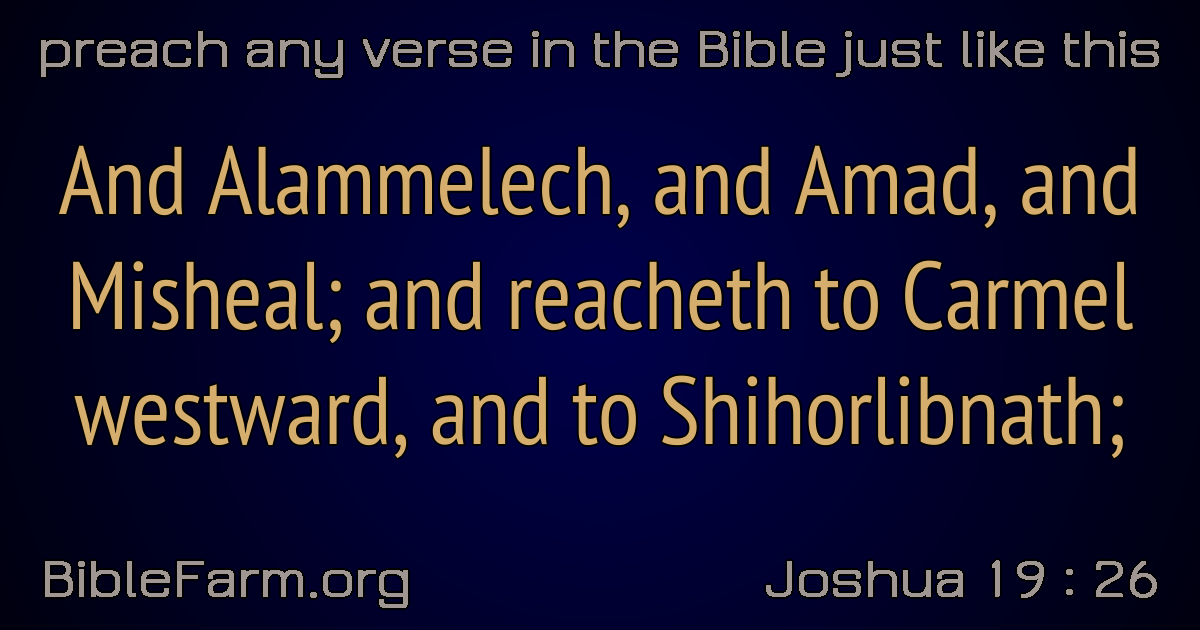 preach any verse in the Bible just like this
And Alammelech, and Amad, and
Misheal; and reacheth to Carmel
westward, and to Shihorlibnath;
BibleFarm.org
Joshua 19 : 26